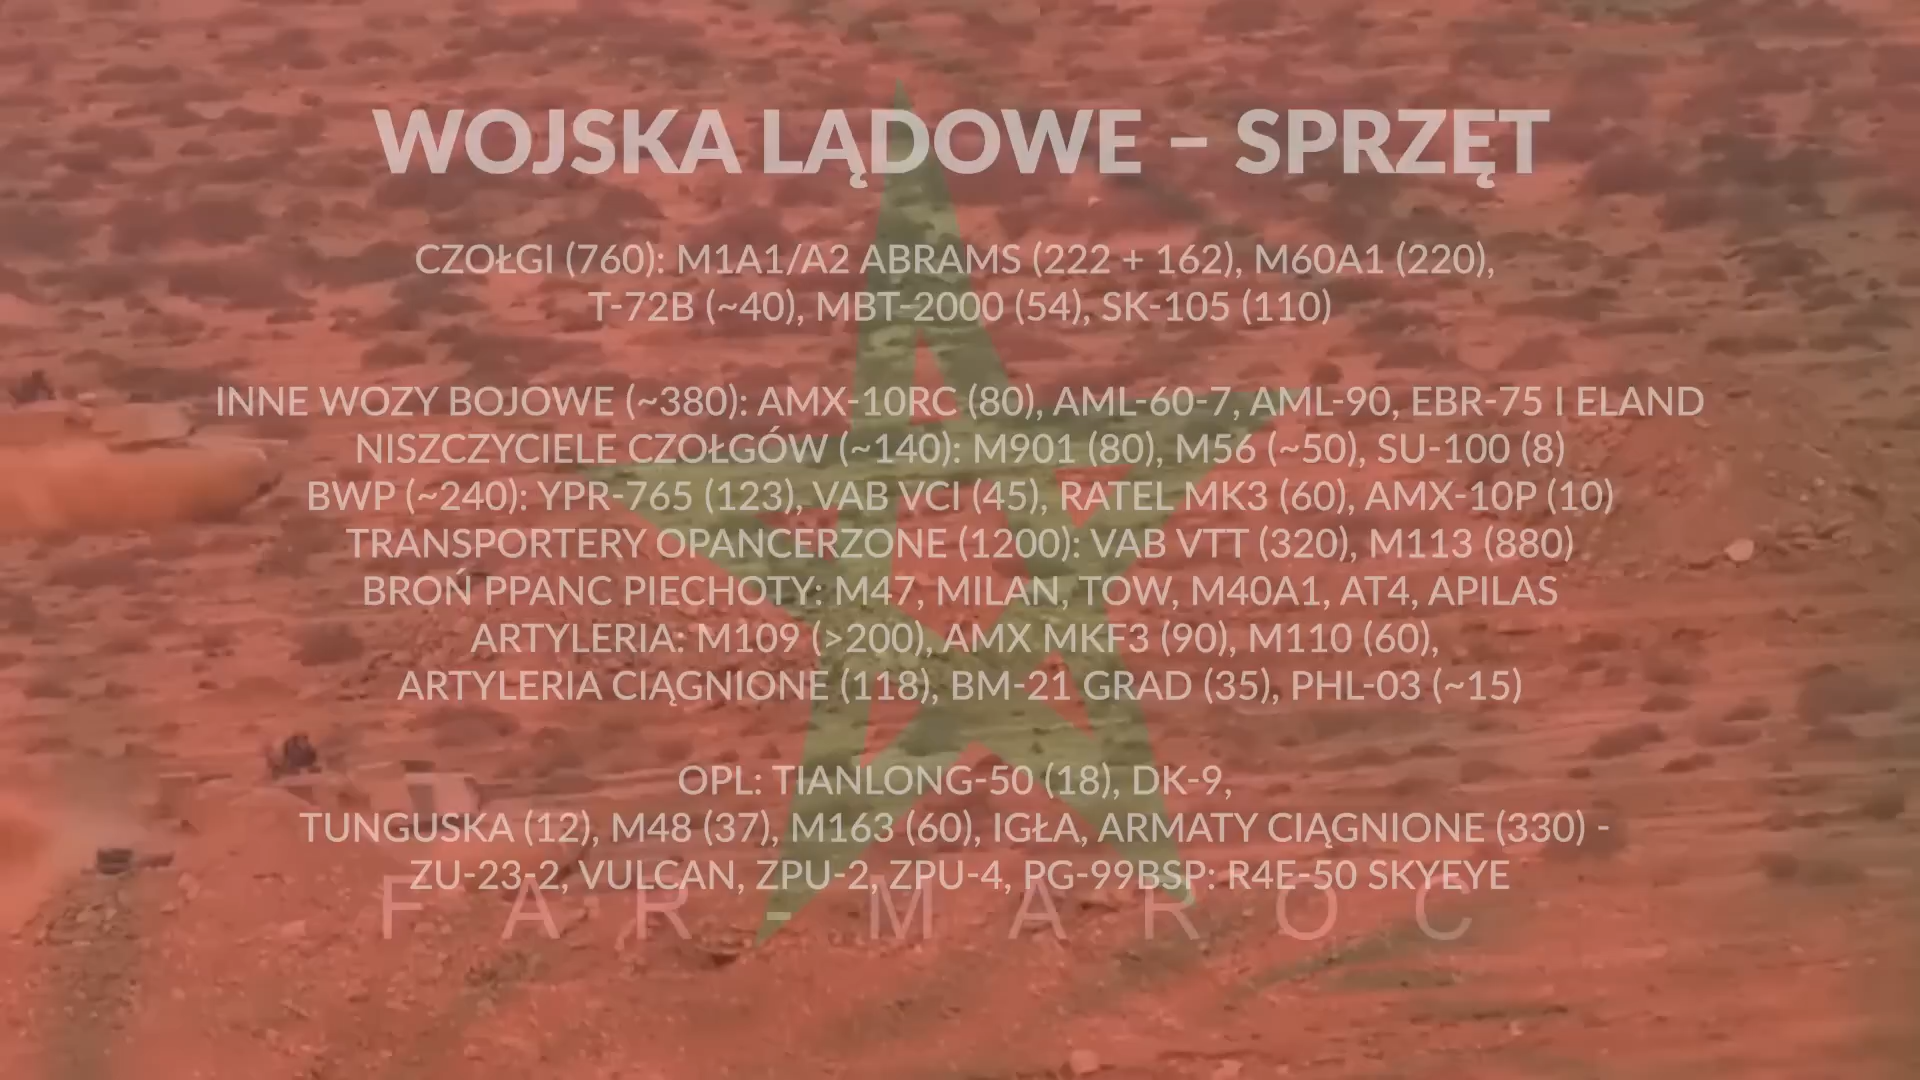 WOJSKA LĄDOWE – SPRZĘT
CZOŁGI (760): M1A1/A2 ABRAMS (222 + 162), M60A1 (220),
T-72B (~40), MBT-2000 (54), SK-105 (110)
INNE WOZY BOJOWE (~380): AMX-10RC (80), AML-60-7, AML-90, EBR-75 I ELAND
NISZCZYCIELE CZOŁGÓW (~140): M901 (80), M56 (~50), SU-100 (8)
BWP (~240): YPR-765 (123), VAB VCI (45), RATEL MK3 (60), AMX-10P (10)
TRANSPORTERY OPANCERZONE (1200): VAB VTT (320), M113 (880)
BROŃ PPANC PIECHOTY: M47, MILAN, TOW, M40A1, AT4, APILAS
ARTYLERIA: M109 (>200), AMX MKF3 (90), M110 (60),
ARTYLERIA CIĄGNIONE (118), BM-21 GRAD (35), PHL-03 (~15)
OPL: TIANLONG-50 (18), DK-9,
TUNGUSKA (12), M48 (37), M163 (60), IGŁA, ARMATY CIĄGNIONE (330) -
ZU-23-2, VULCAN, ZPU-2, ZPU-4, PG-99BSP: R4E-50 SKYEYE
FAR-MAROC